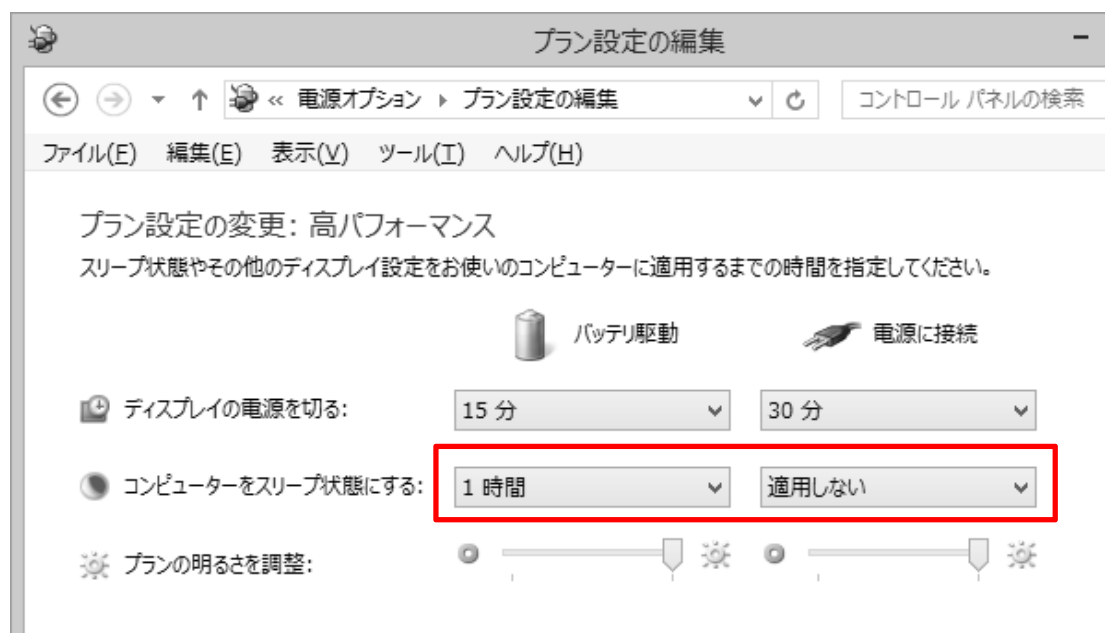 プラン設定の編集
« 電源オプション プラン設定の編集 コントロール パネルの検索
ファイル(F) 編集(E) 表示(V) ツール(T) ヘルプ(H)
プラン設定の変更: 高パフォーマンス
スリープ状態やその他のディスプレイ設定をお使いのコンピューターに適用するまでの時間を指定してください。
バッテリ駆動 電源に接続
ディスプレイの電源を切る: 15 分 30 分
コンピューターをスリープ状態にする: 1 時間 適用しない
プランの明るさを調整: